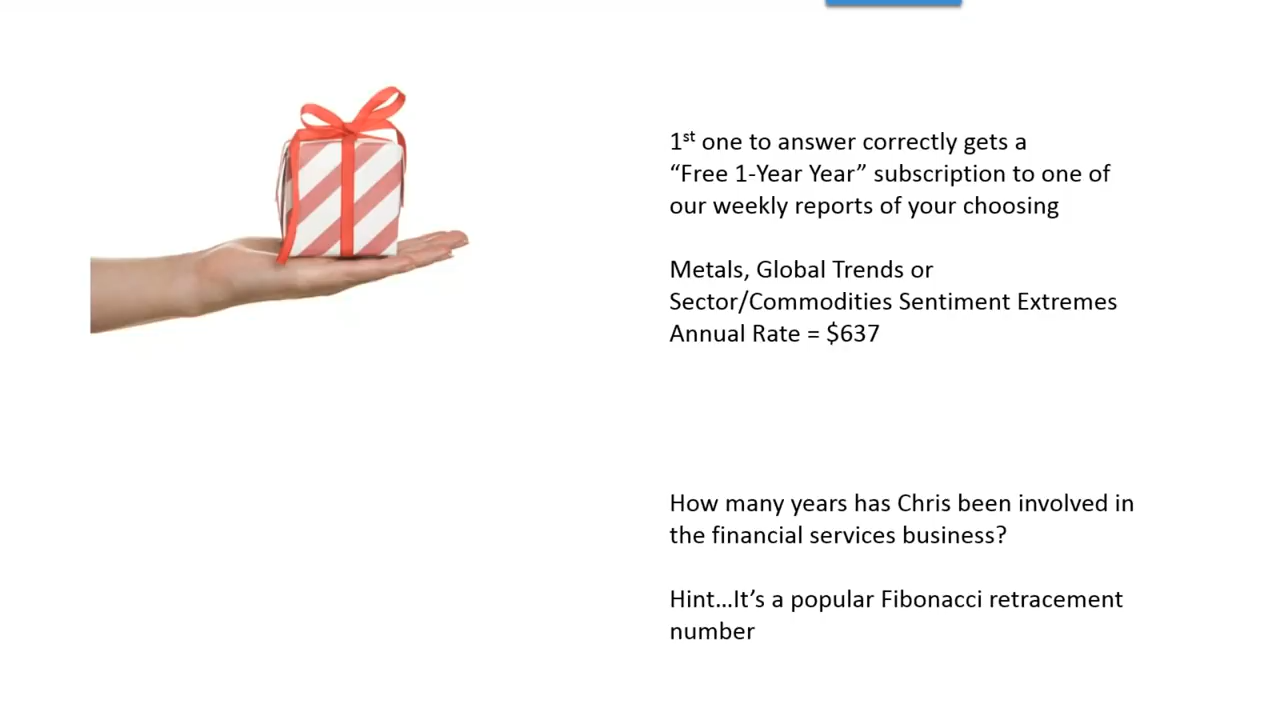 1st one to answer correctly gets a
“Free 1-Year Year” subscription to one of
our weekly reports of your choosing
Metals, Global Trends or
Sector/Commodities Sentiment Extremes
Annual Rate = $637
How many years has Chris been involved in
the financial services business?
Hint…It’s a popular Fibonacci retracement
number